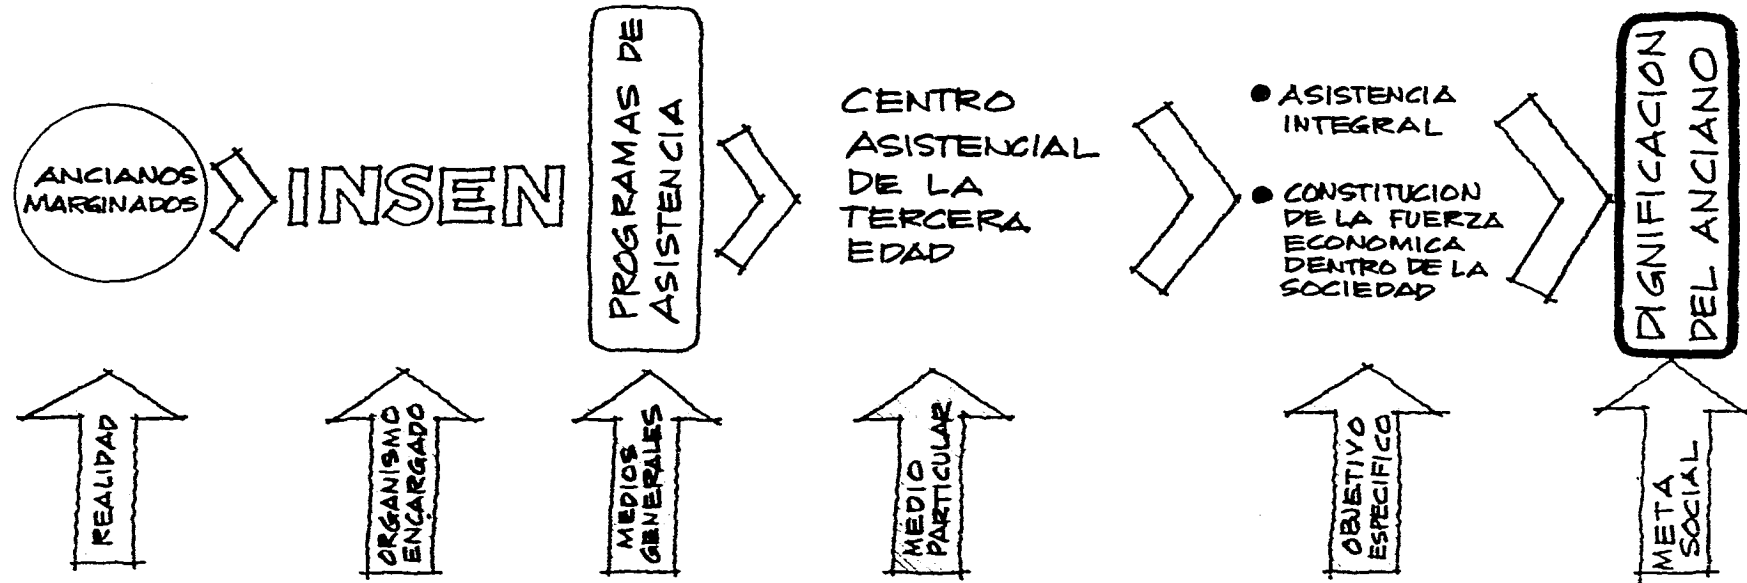 ANCIANOS
MARGINADOS
INSEN
PROGRAMAS DE
ASISTENCIA
CENTRO
ASISTENCIAL
DE LA
TERCERA
EDAD
● ASISTENCIA
INTEGRAL
● CONSTITUCION
DE LA FUERZA
ECONOMICA
DENTRO DE LA
SOCIEDAD
DIGNIFICACION
DEL ANCIANO
REALIDAD
ORGANISMO
ENCARGADO
MEDIOS
GENERALES
MEDIO
PARTICULAR
OBJETIVO
ESPECIFICO
META
SOCIAL